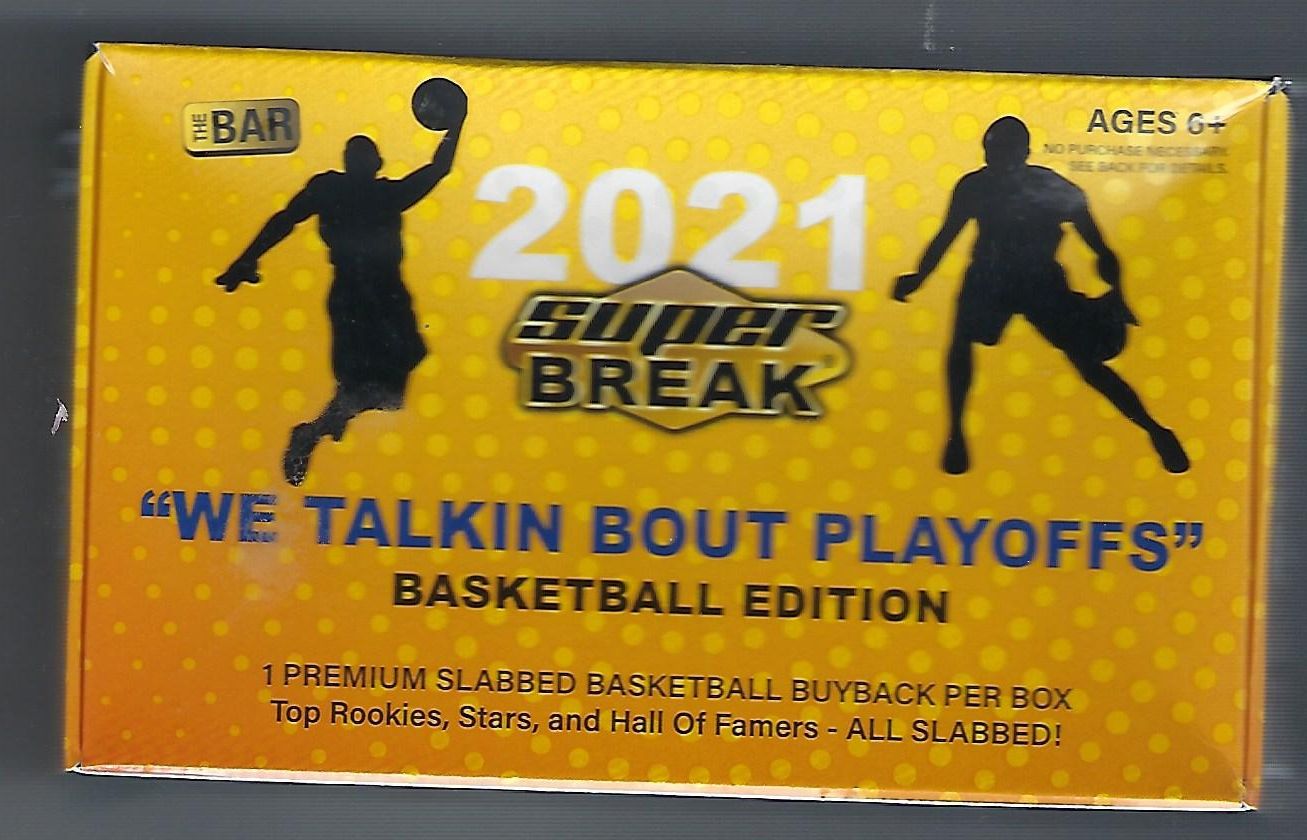 THE BAR
AGES 6+
NO PURCHASE NECESSARY.
SEE BACK FOR DETAILS.
2021
super
BREAK®
“WE TALKIN BOUT PLAYOFFS”
BASKETBALL EDITION
1 PREMIUM SLABBED BASKETBALL BUYBACK PER BOX
Top Rookies, Stars, and Hall Of Famers - ALL SLABBED!